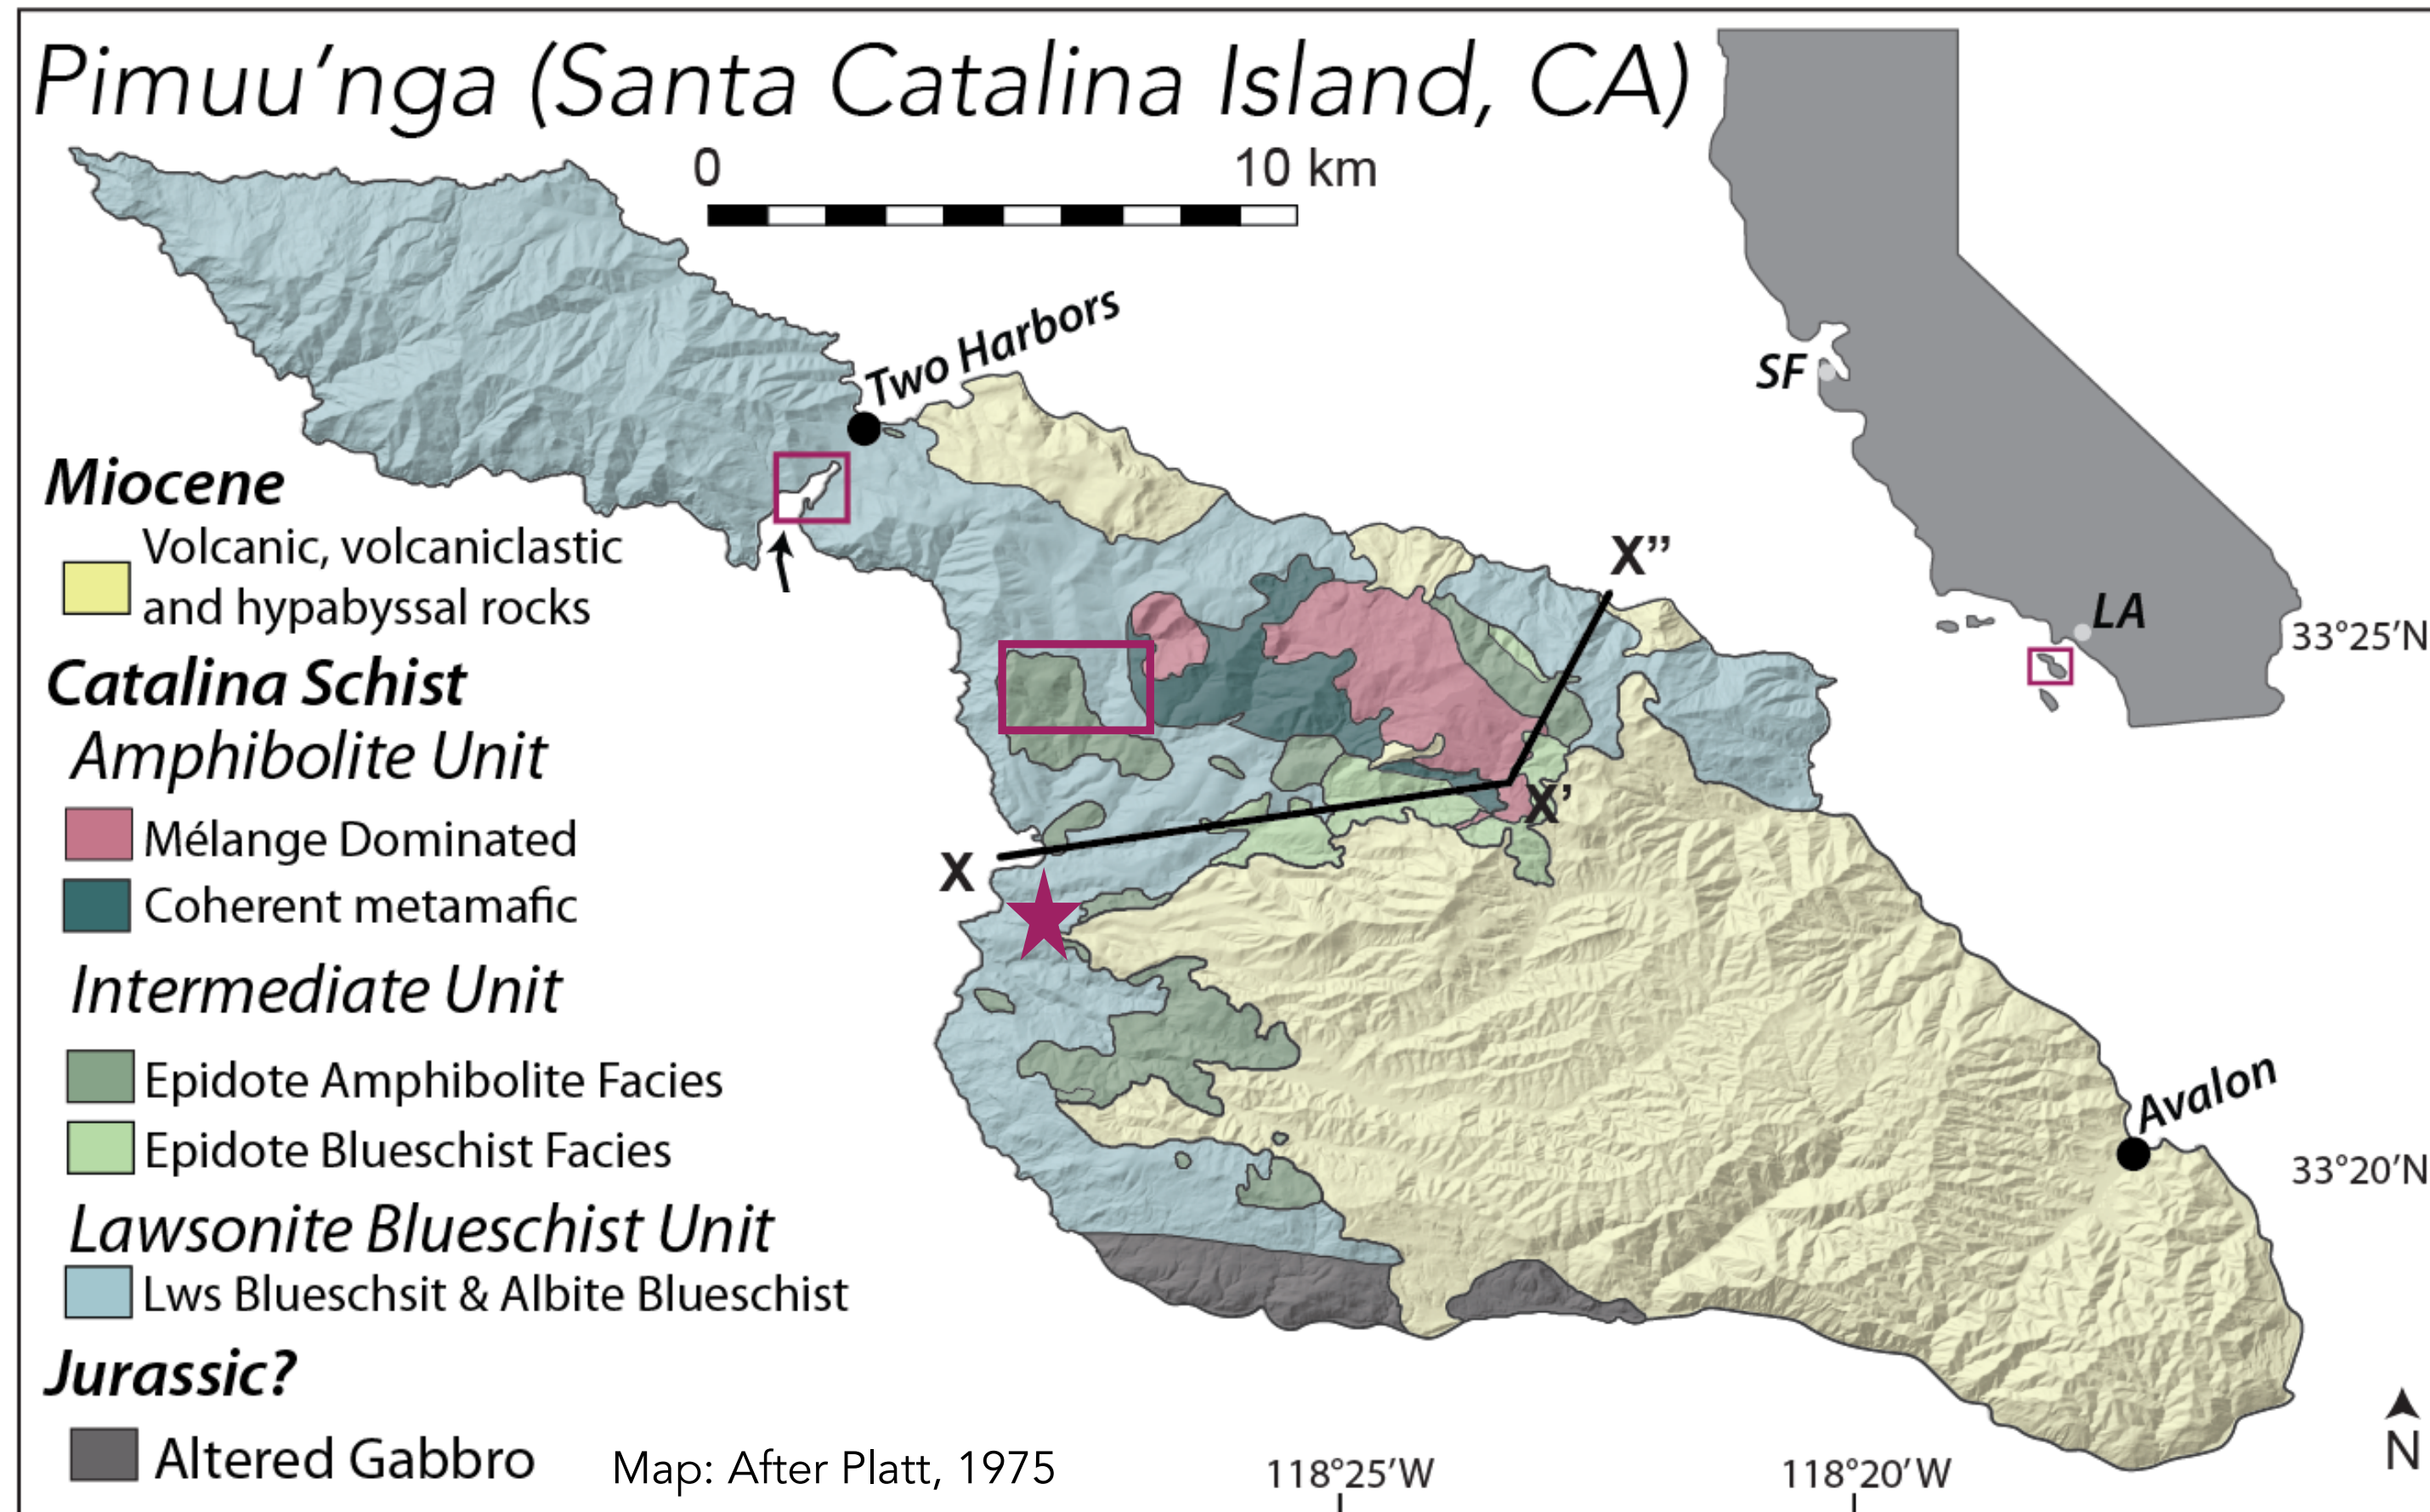 Pimuu'nga (Santa Catalina Island, CA)
0 10 km
Two Harbors
SF
LA
33°25'N
X''
X'
X
Miocene
Volcanic, volcaniclastic
and hypabyssal rocks
Catalina Schist
Amphibolite Unit
Mélange Dominated
Coherent metamafic
Intermediate Unit
Epidote Amphibolite Facies
Epidote Blueschist Facies
Lawsonite Blueschist Unit
Lws Blueschsit & Albite Blueschist
Jurassic?
Altered Gabbro
Map: After Platt, 1975
Avalon
33°20'N
118°25'W
118°20'W
N